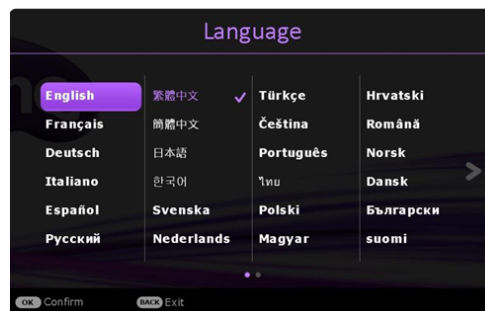 Language
English
Français
Deutsch
Italiano
Español
Русский
繁體中文
簡體中文
日本語
한국어
Svenska
Nederlands
Türkçe
Čeština
Português
ไทย
Polski
Magyar
Hrvatski
Română
Norsk
Dansk
Български
suomi
OK Confirm
BACK Exit